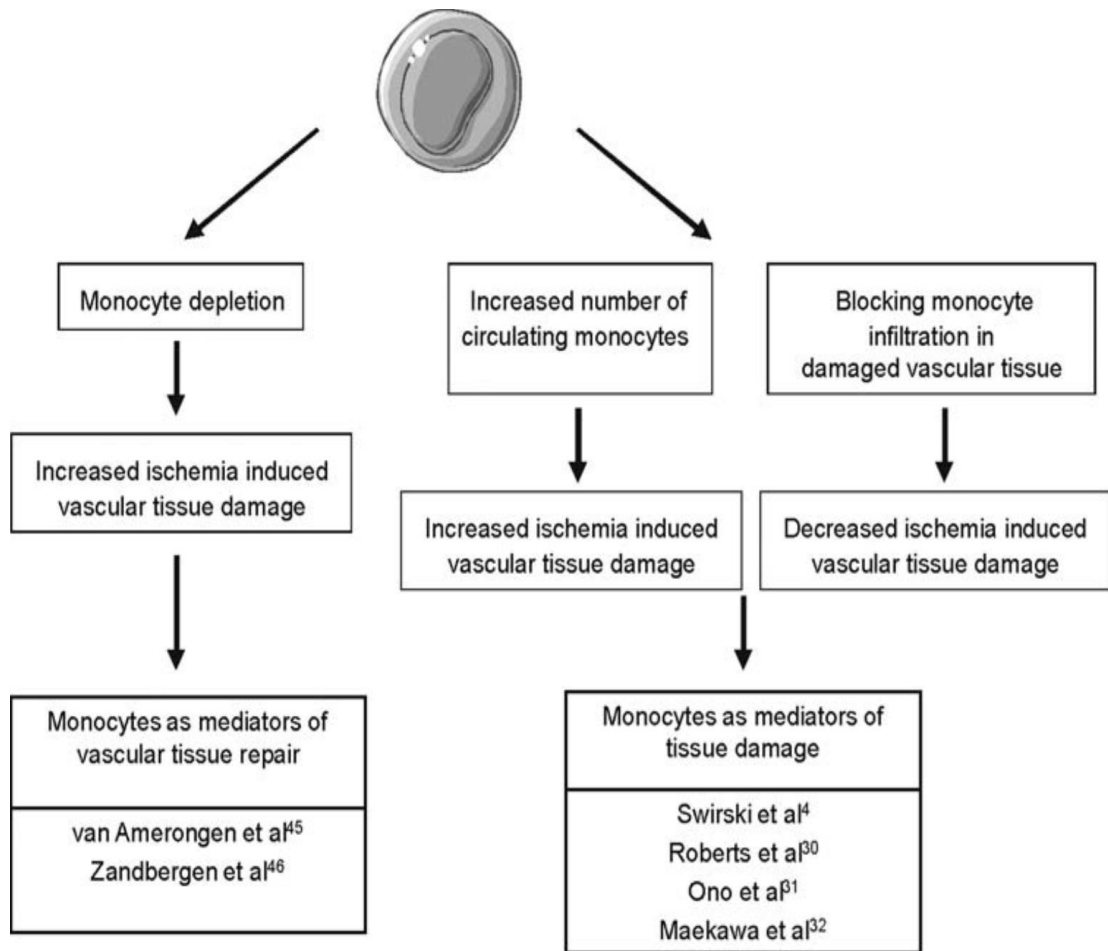 Monocyte depletion
Increased number of
circulating monocytes
Blocking monocyte
infiltration in
damaged vascular tissue
Increased ischemia induced
vascular tissue damage
Increased ischemia induced
vascular tissue damage
Decreased ischemia induced
vascular tissue damage
Monocytes as mediators of
vascular tissue repair
van Amerongen et al⁴⁵
Zandbergen et al⁴⁶
Monocytes as mediators of
tissue damage
Swirski et al⁴
Roberts et al³⁰
Ono et al³¹
Maekawa et al³²